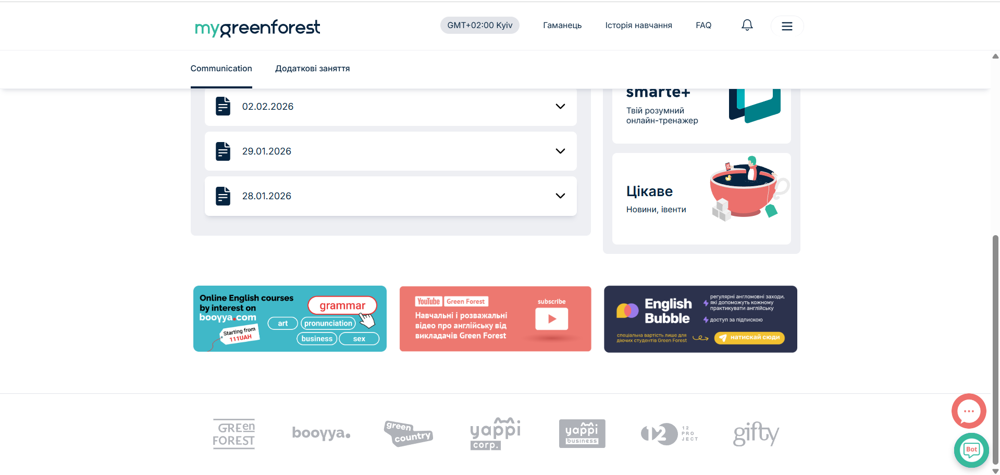 mygreenforest
GMT+02:00 Kyiv
Гаманець
Історія навчання
FAQ
Communication
Додаткові заняття
02.02.2026
29.01.2026
28.01.2026
smarte+
Твій розумний
онлайн-тренажер
Цікаве
Новини, івенти
Online English courses
by interest on
booyya.com
Starting from
111UAH
grammar
art
pronunciation
business
sex
YouTube Green Forest
Навчальні і розважальні
відео про англійську від
викладачів Green Forest
subscribe
English
Bubble
регулярні англомовні заходи,
які допоможуть кожному
практикувати англійську
доступ за підпискою
спеціальна вартість лише для
діючих студентів Green Forest
натискай сюди
GREen
FOREST
booyya.
green
country
yappi
corp.
yappi
business
12
12
PRO
JECT
gifty
Bot